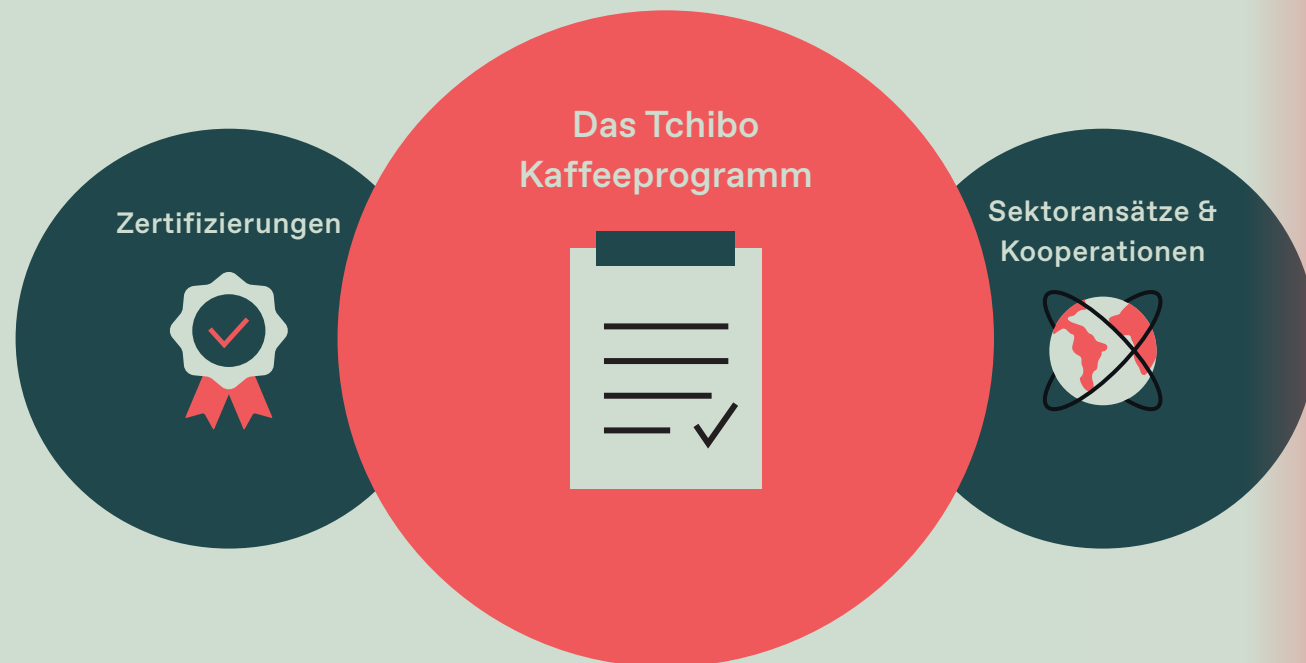 Zertifizierungen
Das Tchibo
Kaffeeprogramm
Sektoransätze &
Kooperationen